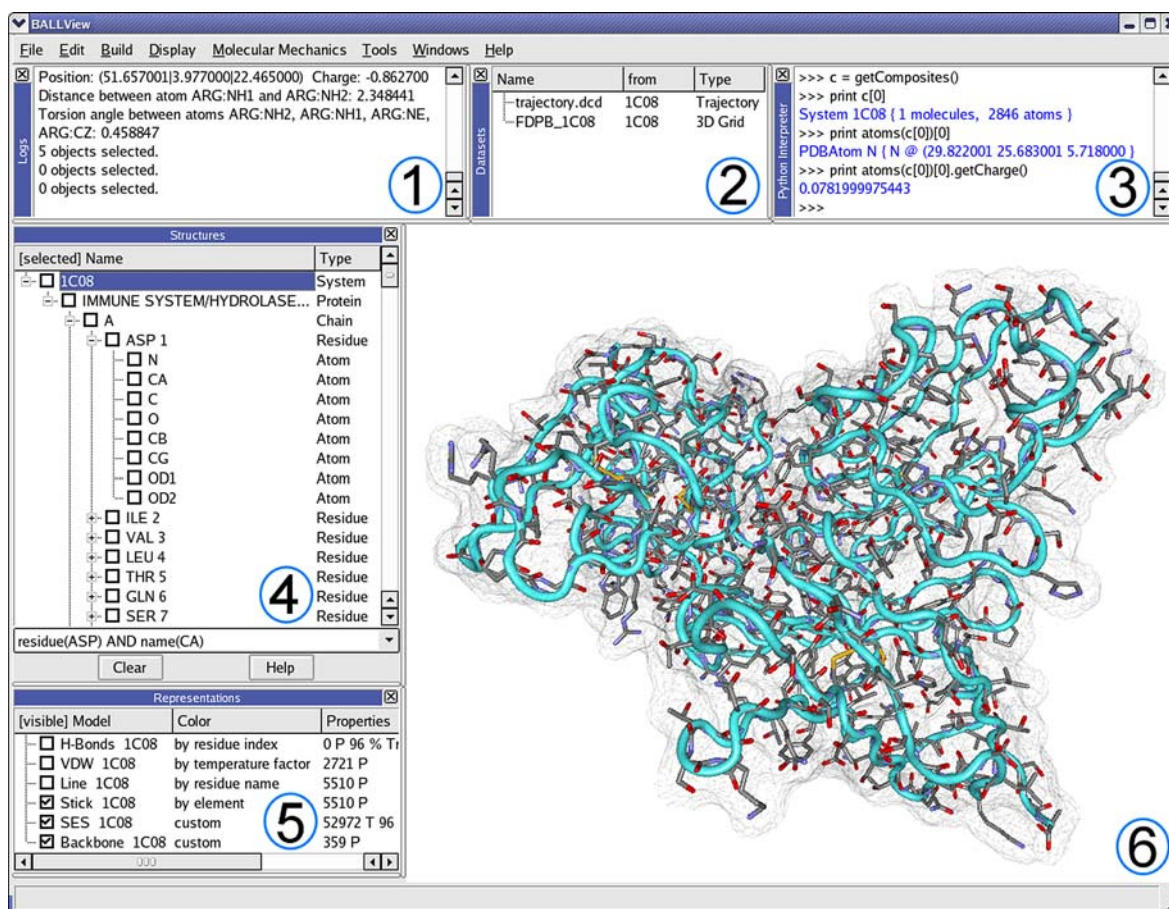 BALLView
File Edit Build Display Molecular Mechanics Tools Windows Help
Logs
Position: (51.657001|3.977000|22.465000) Charge: -0.862700
Distance between atom ARG:NH1 and ARG:NH2: 2.348441
Torsion angle between atoms ARG:NH2, ARG:NH1, ARG:NE,
ARG:CZ: 0.458847
5 objects selected.
0 objects selected.
0 objects selected.
1
Datasets
Name from Type
trajectory.dcd 1C08 Trajectory
FDPB_1C08 1C08 3D Grid
2
Python Interpreter
>>> c = getComposites()
>>> print c[0]
System 1C08 { 1 molecules, 2846 atoms }
>>> print atoms(c[0])[0]
PDBAtom N { N @ (29.822001 25.683001 5.718000 }
>>> print atoms(c[0])[0].getCharge()
0.0781999975443
>>>
3
Structures
[selected] Name Type
1C08 System
IMMUNE SYSTEM/HYDROLASE... Protein
A Chain
ASP 1 Residue
N Atom
CA Atom
C Atom
O Atom
CB Atom
CG Atom
OD1 Atom
OD2 Atom
ILE 2 Residue
VAL 3 Residue
LEU 4 Residue
THR 5 Residue
GLN 6 Residue
SER 7 Residue
4
residue(ASP) AND name(CA)
Clear Help
Representations
[visible] Model Color Properties
H-Bonds 1C08 by residue index 0 P 96 % Tr
VDW 1C08 by temperature factor 2721 P
Line 1C08 by residue name 5510 P
Stick 1C08 by element 5510 P
SES 1C08 custom 52972 T 96
Backbone 1C08 custom 359 P
5
6